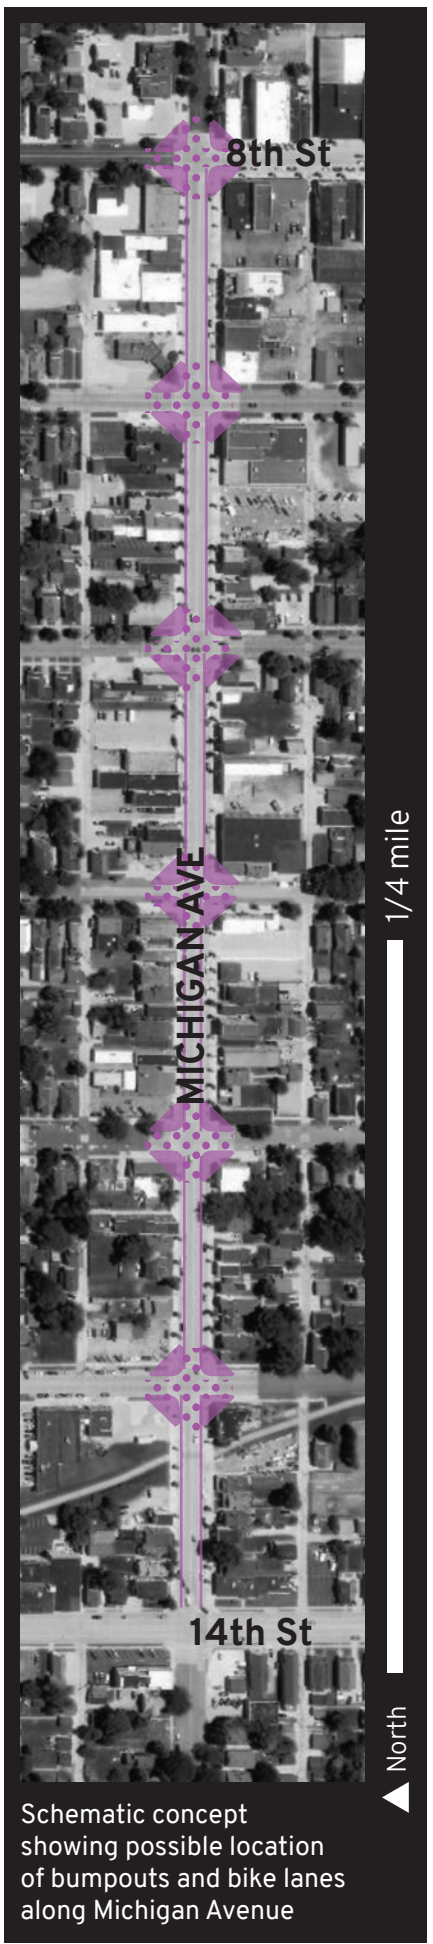 8th St
MICHIGAN AVE
1/4 mile
14th St
North
Schematic concept
showing possible location
of bumpouts and bike lanes
along Michigan Avenue